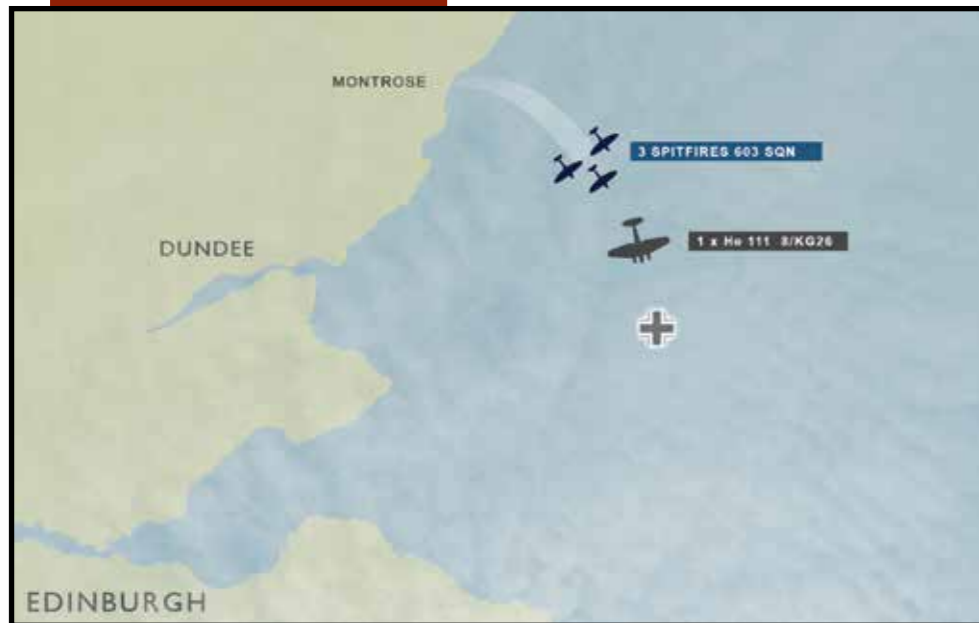 MONTROSE
3 SPITFIRES 603 SQN
1 x He 111 8/KG26
DUNDEE
EDINBURGH